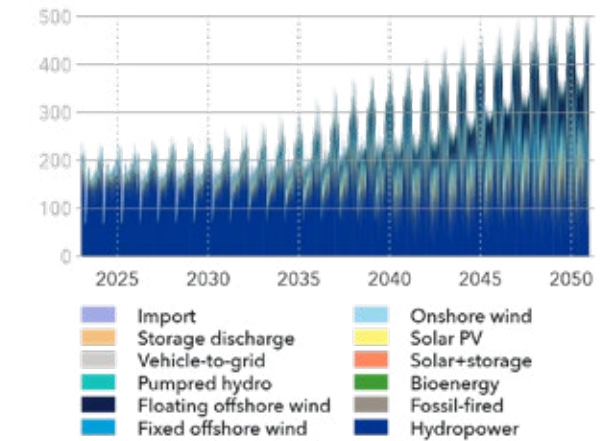 500
400
300
200
100
0
2025 2030 2035 2040 2045 2050
Import Onshore wind
Storage discharge Solar PV
Vehicle-to-grid Solar+storage
Pumpred hydro Bioenergy
Floating offshore wind Fossil-fired
Fixed offshore wind Hydropower